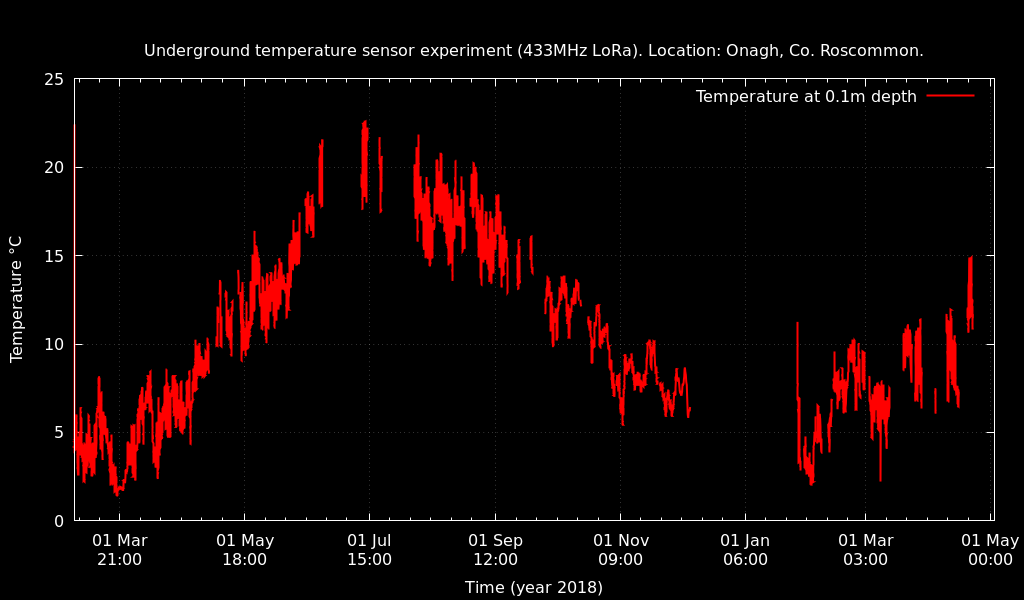 Underground temperature sensor experiment (433MHz LoRa). Location: Onagh, Co. Roscommon.
Temperature at 0.1m depth
Temperature °C
25
20
15
10
5
0
01 Mar 01 May 01 Jul 01 Sep 01 Nov 01 Jan 01 Mar 01 May
21:00 18:00 15:00 12:00 09:00 06:00 03:00 00:00
Time (year 2018)